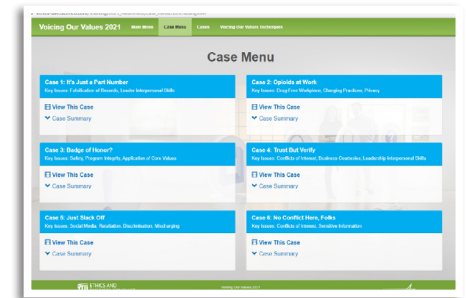 Voicing Our Values 2021 Main Menu Case Menu Links Voicing Our Values Techniques
Case Menu
Case 1: It's Just a Part Number
Key Issues: Falsification of Records, Leader Interpersonal Skills
View This Case
Case Summary
Case 2: Opioids at Work
Key Issues: Drug-Free Workplace, Changing Practices, Privacy
View This Case
Case Summary
Case 3: Badge of Honor?
Key Issues: Safety, Program Integrity, Application of Core Values
View This Case
Case Summary
Case 4: Trust But Verify
Key Issues: Conflicts of Interest, Business Courtesies, Leadership Interpersonal Skills
View This Case
Case Summary
Case 5: Just Slack Off
Key Issues: Social Media, Retaliation, Discrimination, Mischarging
View This Case
Case Summary
Case 6: No Conflict Here, Folks
Key Issues: Conflicts of Interest, Sensitive Information
View This Case
Case Summary
ETHICS AND
Voicing Our Values 2021